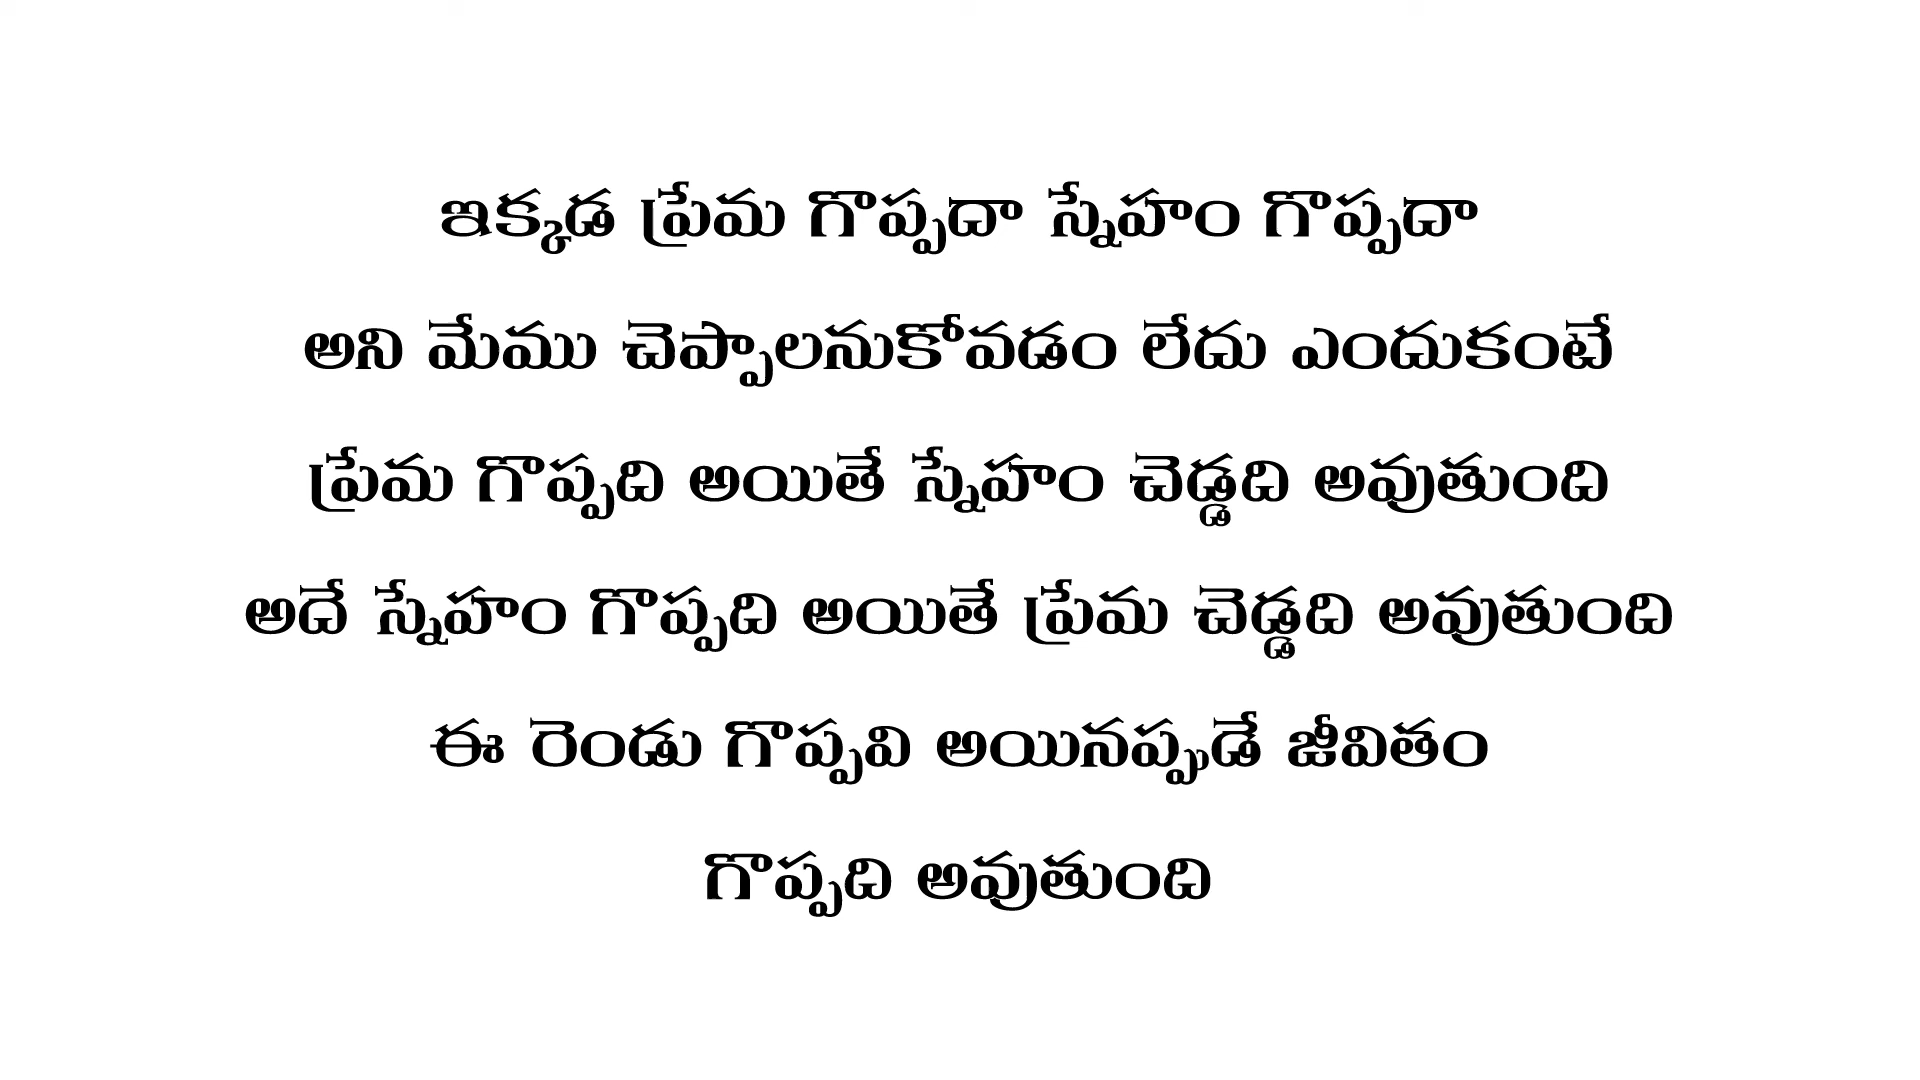 ఇక్కడ ప్రేమ గొప్పదా స్నేహం గొప్పదా
అని మేము చెప్పాలనుకోవడం లేదు ఎందుకంటే
ప్రేమ గొప్పది అయితే స్నేహం చెడ్డది అవుతుంది
అదే స్నేహం గొప్పది అయితే ప్రేమ చెడ్డది అవుతుంది
ఈ రెండు గొప్పవి అయినప్పుడే జీవితం
గొప్పది అవుతుంది